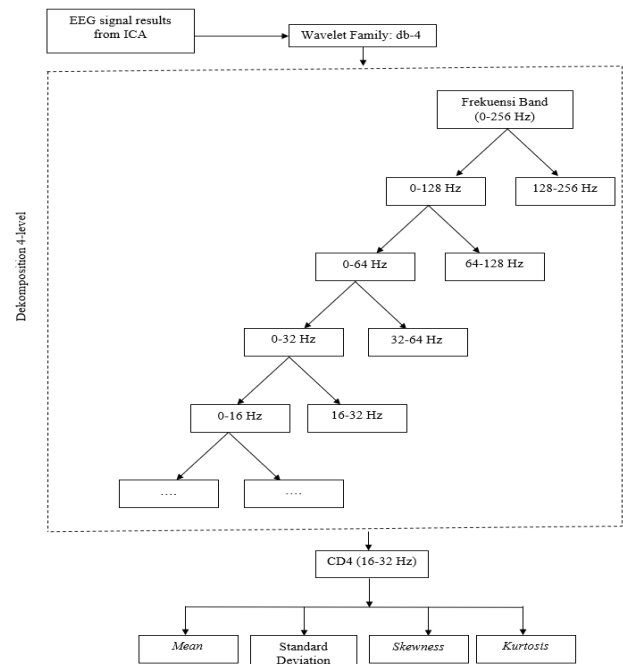 EEG signal results
from ICA
Wavelet Family: db-4
Dekomposition 4-level
Frekuensi Band
(0-256 Hz)
0-128 Hz
128-256 Hz
0-64 Hz
64-128 Hz
0-32 Hz
32-64 Hz
0-16 Hz
16-32 Hz
....
....
CD4 (16-32 Hz)
Mean
Standard
Deviation
Skewness
Kurtosis